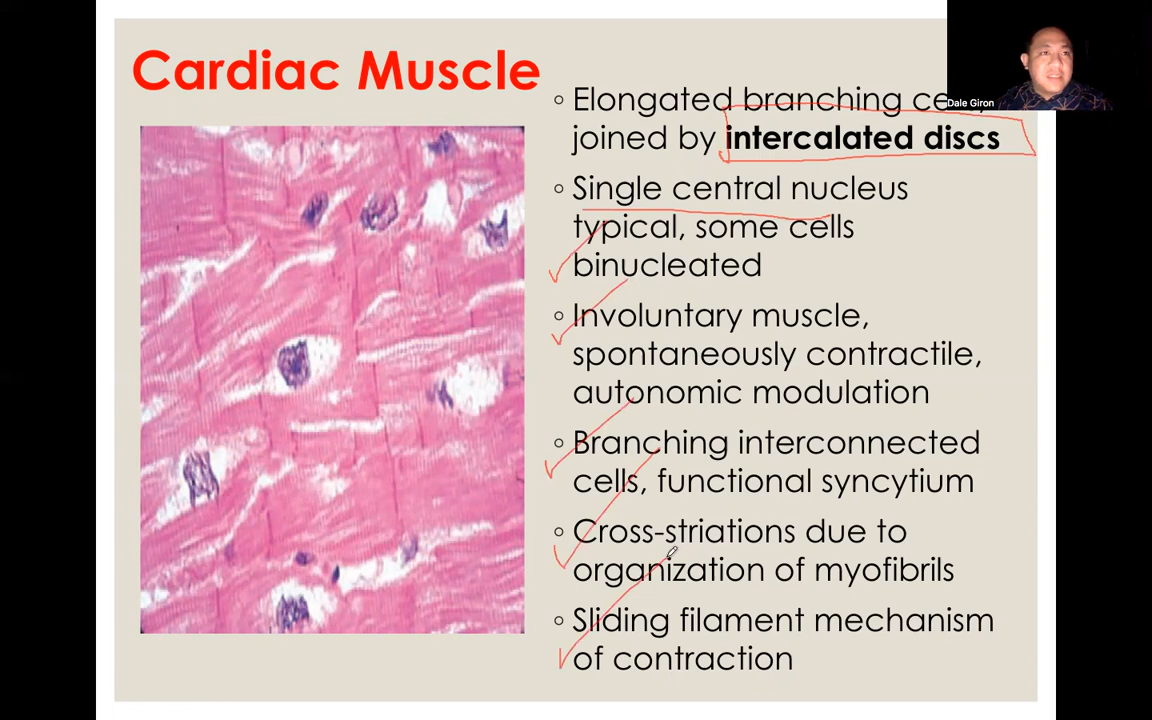 Cardiac Muscle
Dale Giron
◦ Elongated branching
joined by intercalated discs
◦ Single central nucleus
typical, some cells
binucleated
◦ Involuntary muscle,
spontaneously contractile,
autonomic modulation
◦ Branching interconnected
cells, functional syncytium
◦ Cross-striations due to
organization of myofibrils
◦ Sliding filament mechanism
of contraction